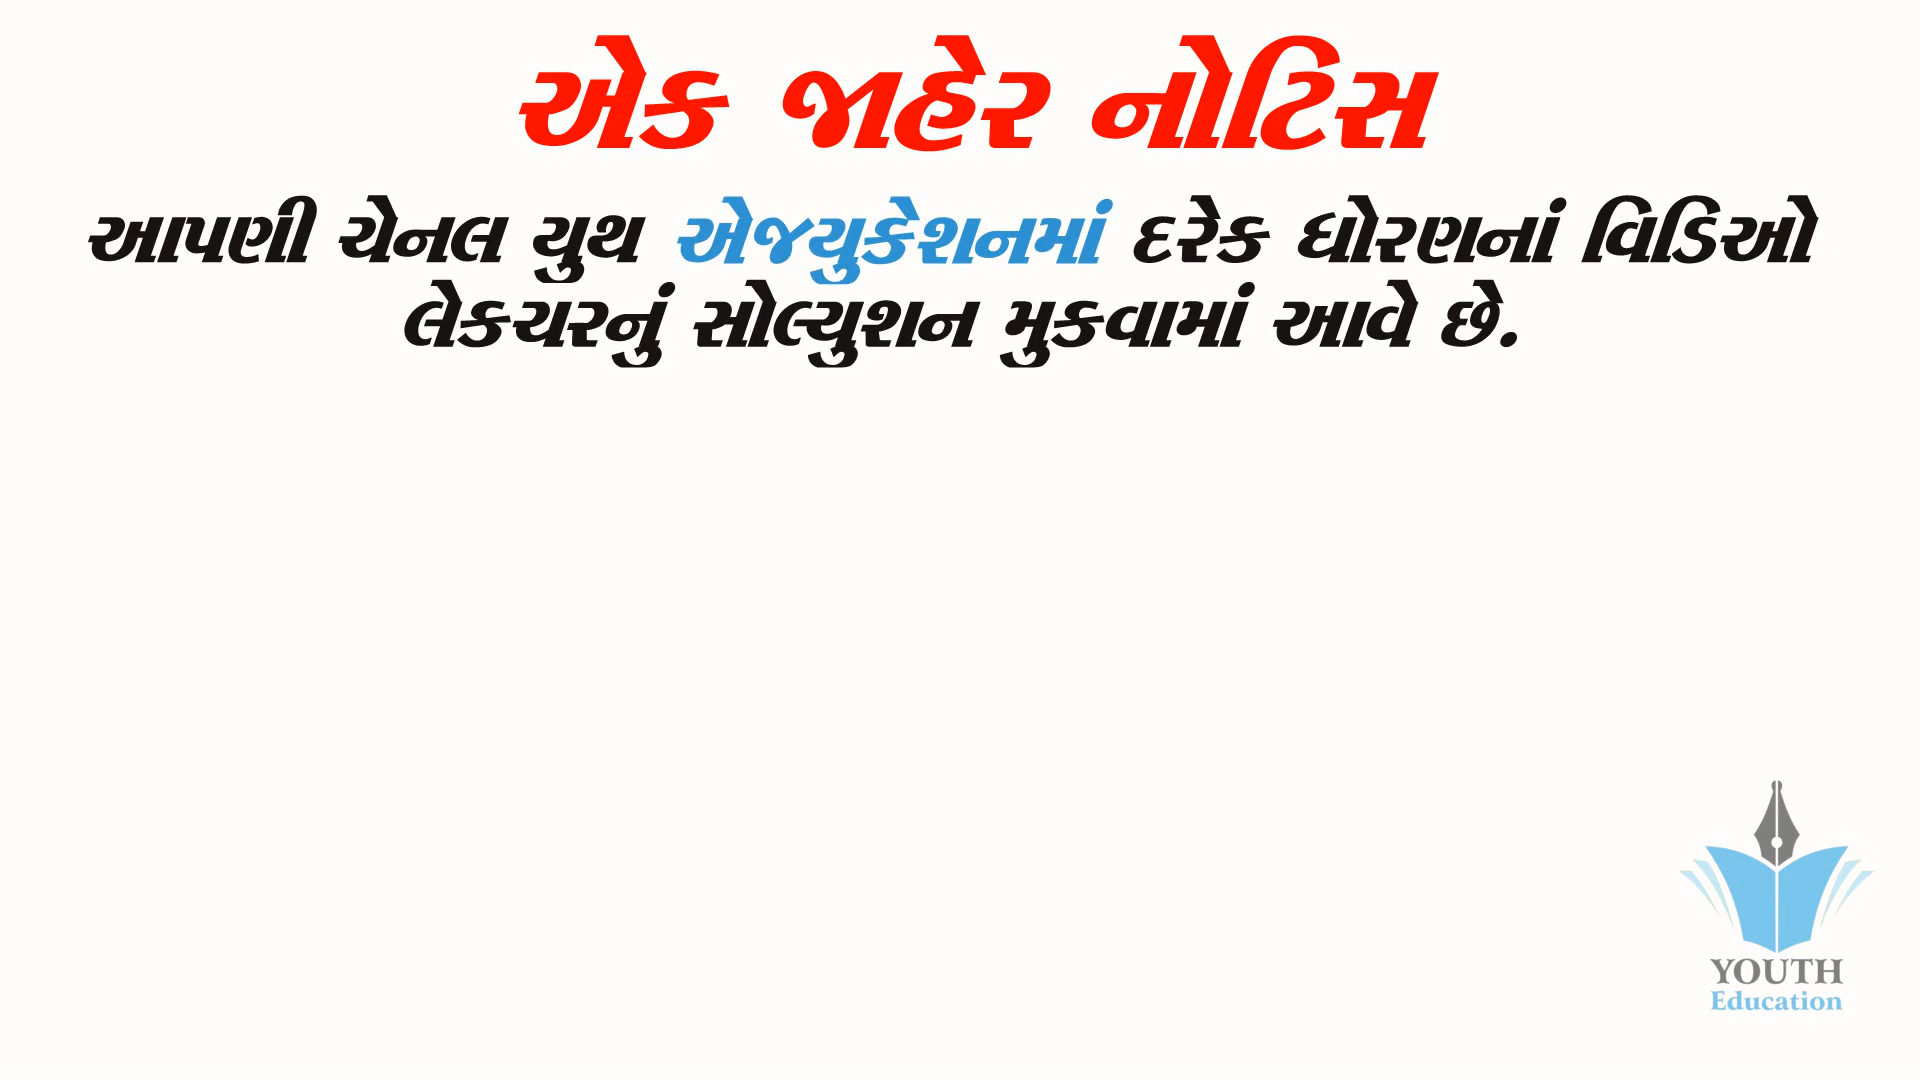 એક જાહેર નોટિસ
આપણી ચેનલ યુથ એજયુકેશનમાં દરેક ધોરણનાં વિડિઓ
લેકચરનું સોલ્યુશન મુકવામાં આવે છે.
YOUTH
Education